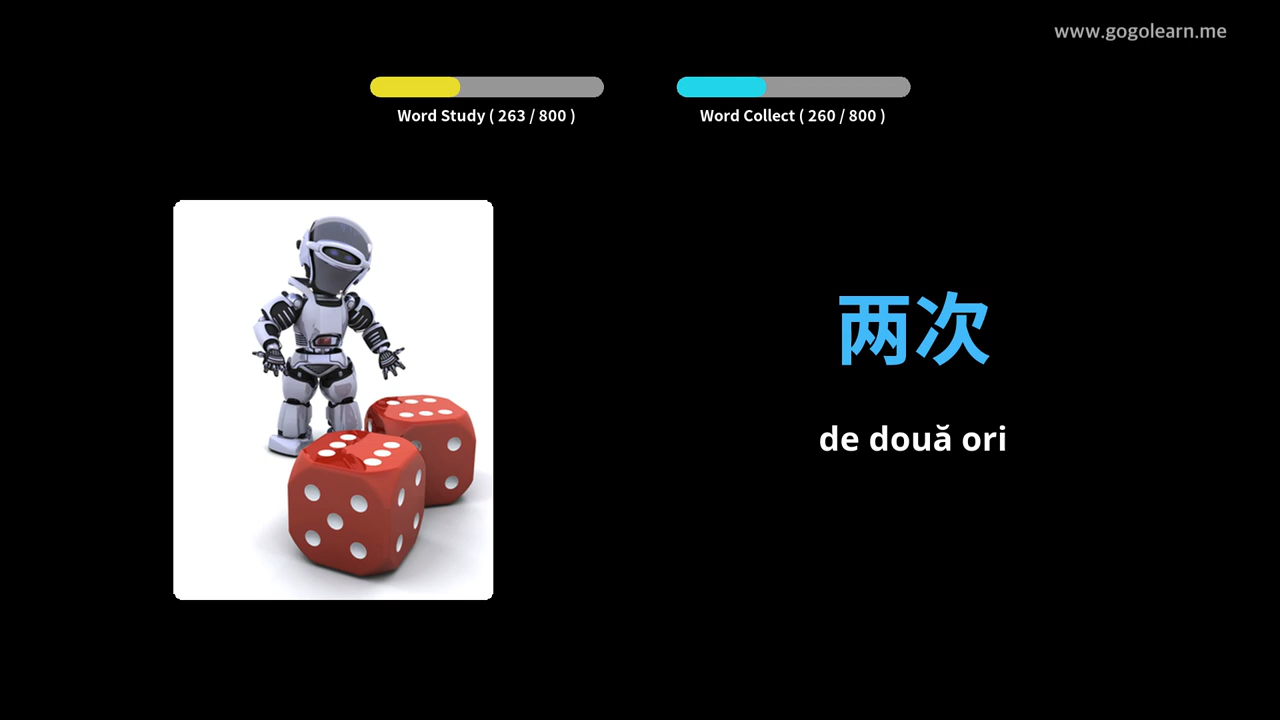 www.gogolearn.me
Word Study ( 263 / 800 )
Word Collect ( 260 / 800 )
两次
de două ori